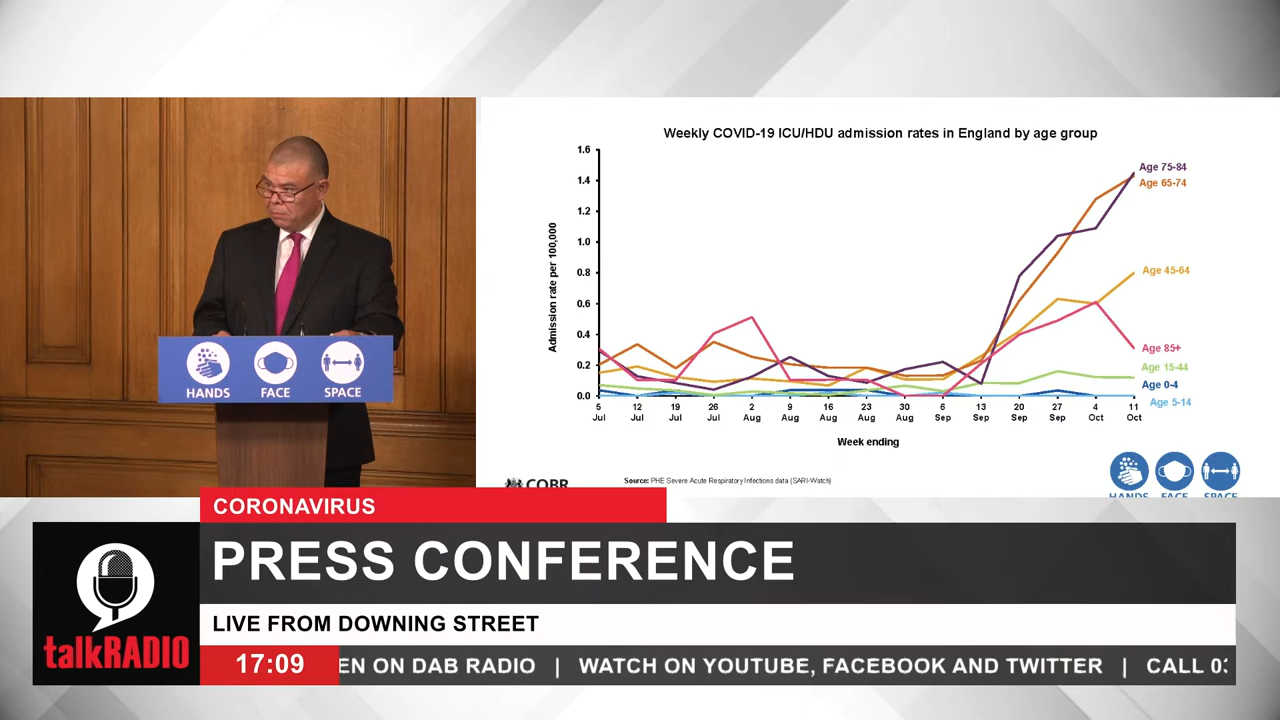 HANDS
FACE
SPACE
Weekly COVID-19 ICU/HDU admission rates in England by age group
1.6
1.4
1.2
1.0
0.8
0.6
0.4
0.2
0.0
Admission rate per 100,000
5 Jul
12 Jul
19 Jul
26 Jul
2 Aug
9 Aug
16 Aug
23 Aug
30 Aug
6 Sep
13 Sep
20 Sep
27 Sep
4 Oct
11 Oct
Week ending
Age 75-84
Age 65-74
Age 45-64
Age 85+
Age 15-44
Age 0-4
Age 5-14
COBR
Source: PHE Severe Acute Respiratory Infections data (SARI-Watch)
HANDS
FACE
SPACE
CORONAVIRUS
PRESS CONFERENCE
LIVE FROM DOWNING STREET
talkRADIO
17:09
EN ON DAB RADIO | WATCH ON YOUTUBE, FACEBOOK AND TWITTER | CALL 03